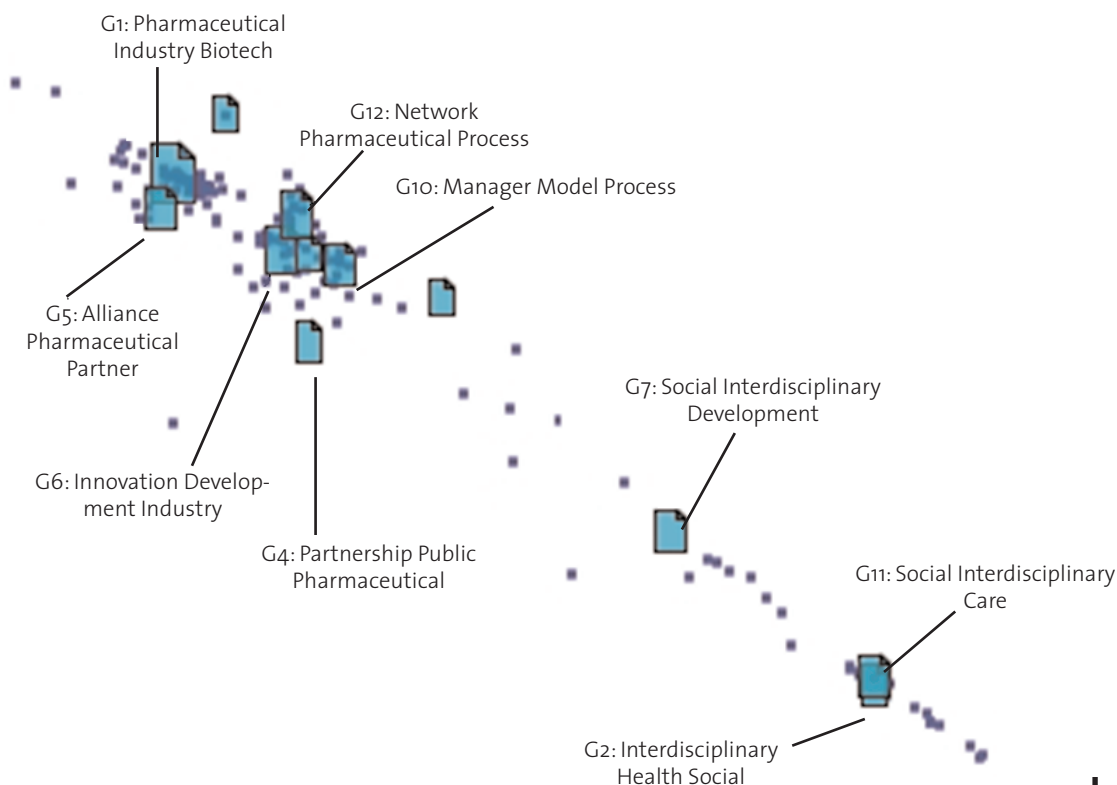 G1: Pharmaceutical
Industry Biotech
G12: Network
Pharmaceutical Process
G10: Manager Model Process
G5: Alliance
Pharmaceutical
Partner
G7: Social Interdisciplinary
Development
G6: Innovation Develop-
ment Industry
G4: Partnership Public
Pharmaceutical
G11: Social Interdisciplinary
Care
G2: Interdisciplinary
Health Social